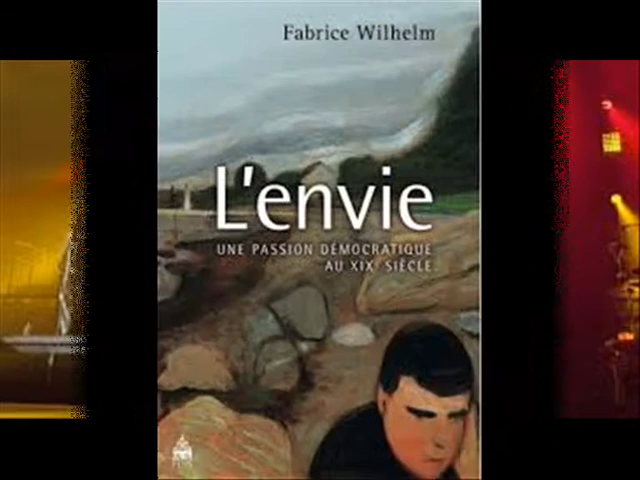 Fabrice Wilhelm
L'envie
UNE PASSION DÉMOCRATIQUE
AU XIXᵉ SIÈCLE